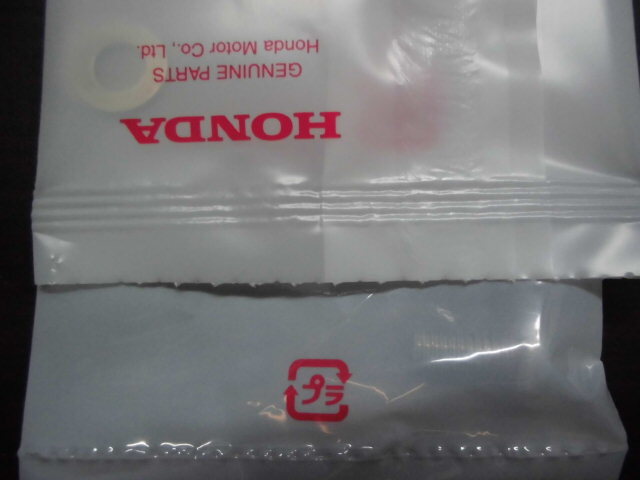 HONDA
GENUINE PARTS
Honda Motor Co., Ltd.
プラ